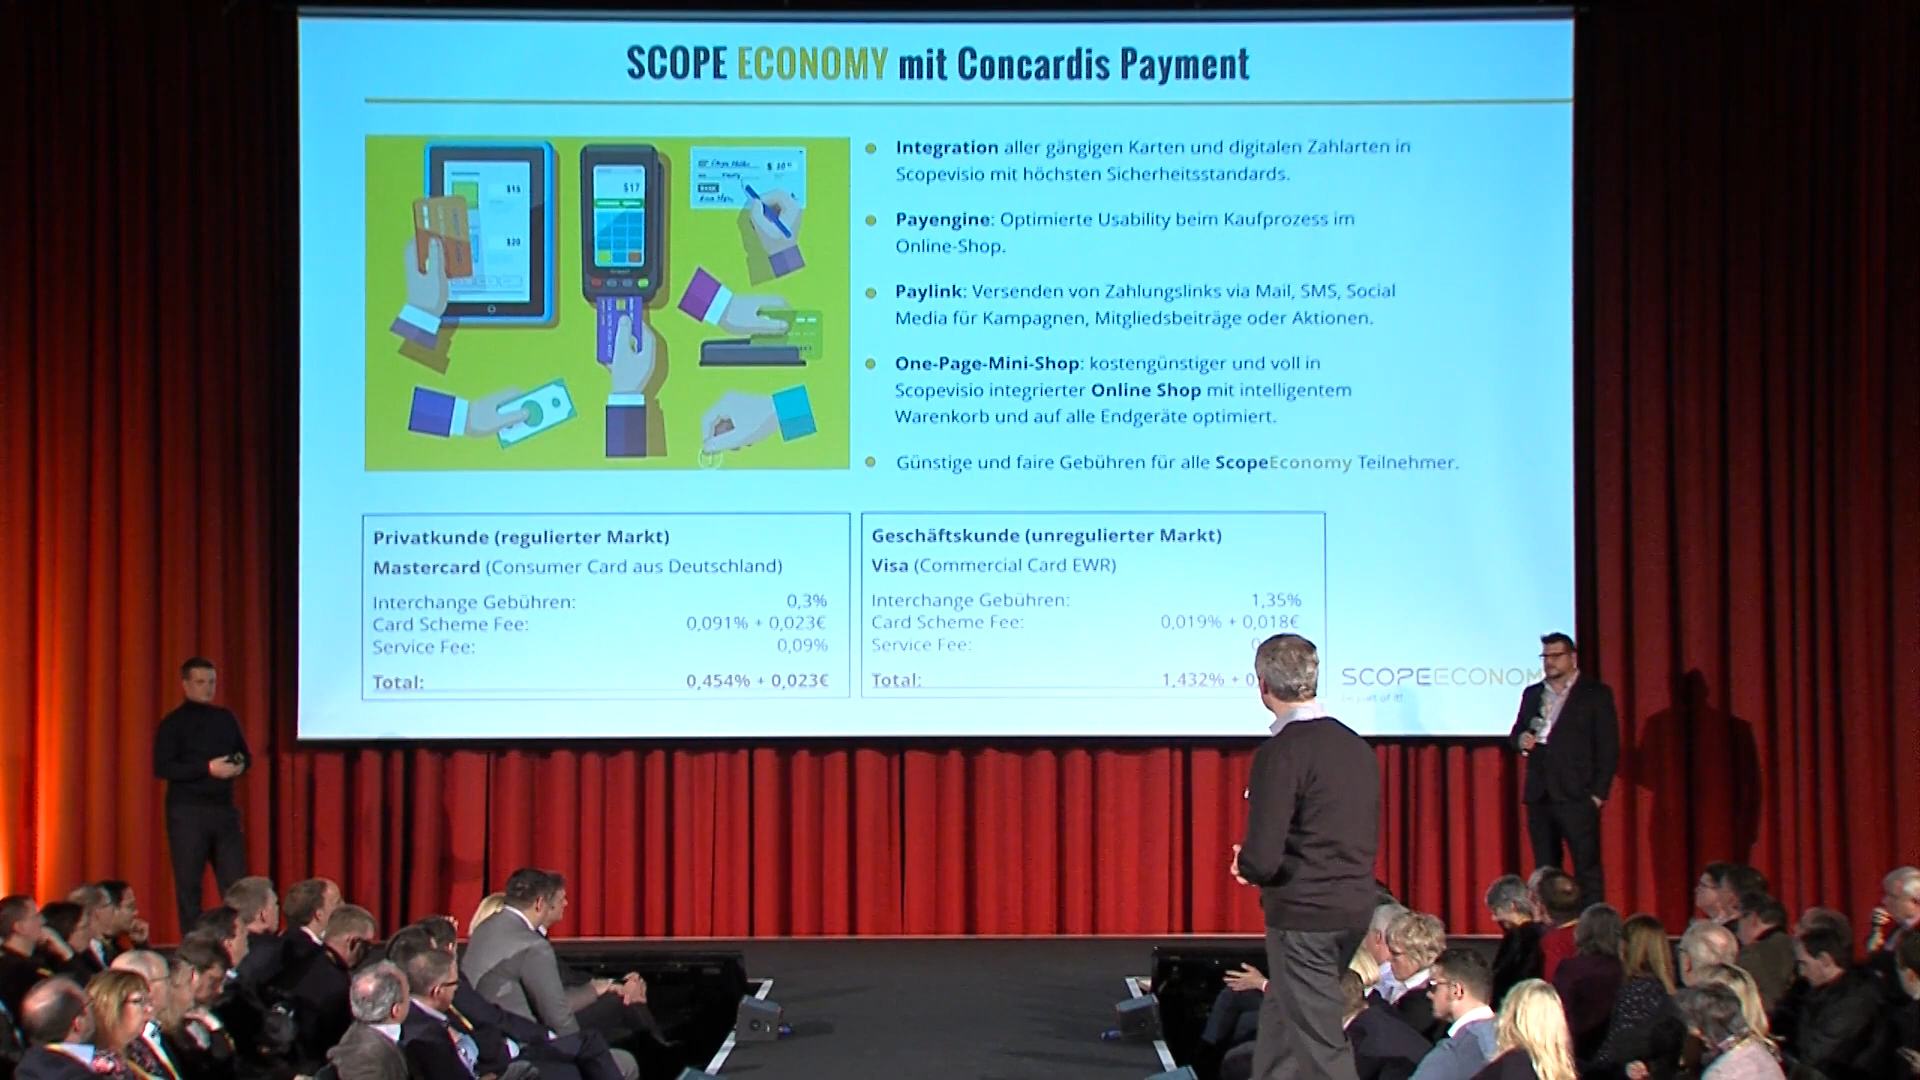 SCOPE ECONOMY mit Concardis Payment
$15
$20
$17
Integration aller gängigen Karten und digitalen Zahlarten in
Scopevisio mit höchsten Sicherheitsstandards.
Payengine: Optimierte Usability beim Kaufprozess im
Online-Shop.
Paylink: Versenden von Zahlungslinks via Mail, SMS, Social
Media für Kampagnen, Mitgliedsbeiträge oder Aktionen.
One-Page-Mini-Shop: kostengünstiger und voll in
Scopevisio integrierter Online Shop mit intelligentem
Warenkorb und auf alle Endgeräte optimiert.
Günstige und faire Gebühren für alle ScopeEconomy Teilnehmer.
Privatkunde (regulierter Markt)
Mastercard (Consumer Card aus Deutschland)
Interchange Gebühren: 0,3%
Card Scheme Fee: 0,091% + 0,023€
Service Fee: 0,09%
Total: 0,454% + 0,023€
Geschäftskunde (unregulierter Markt)
Visa (Commercial Card EWR)
Interchange Gebühren: 1,35%
Card Scheme Fee: 0,019% + 0,018€
Service Fee:
Total: 1,432% +
SCOPEECONOM